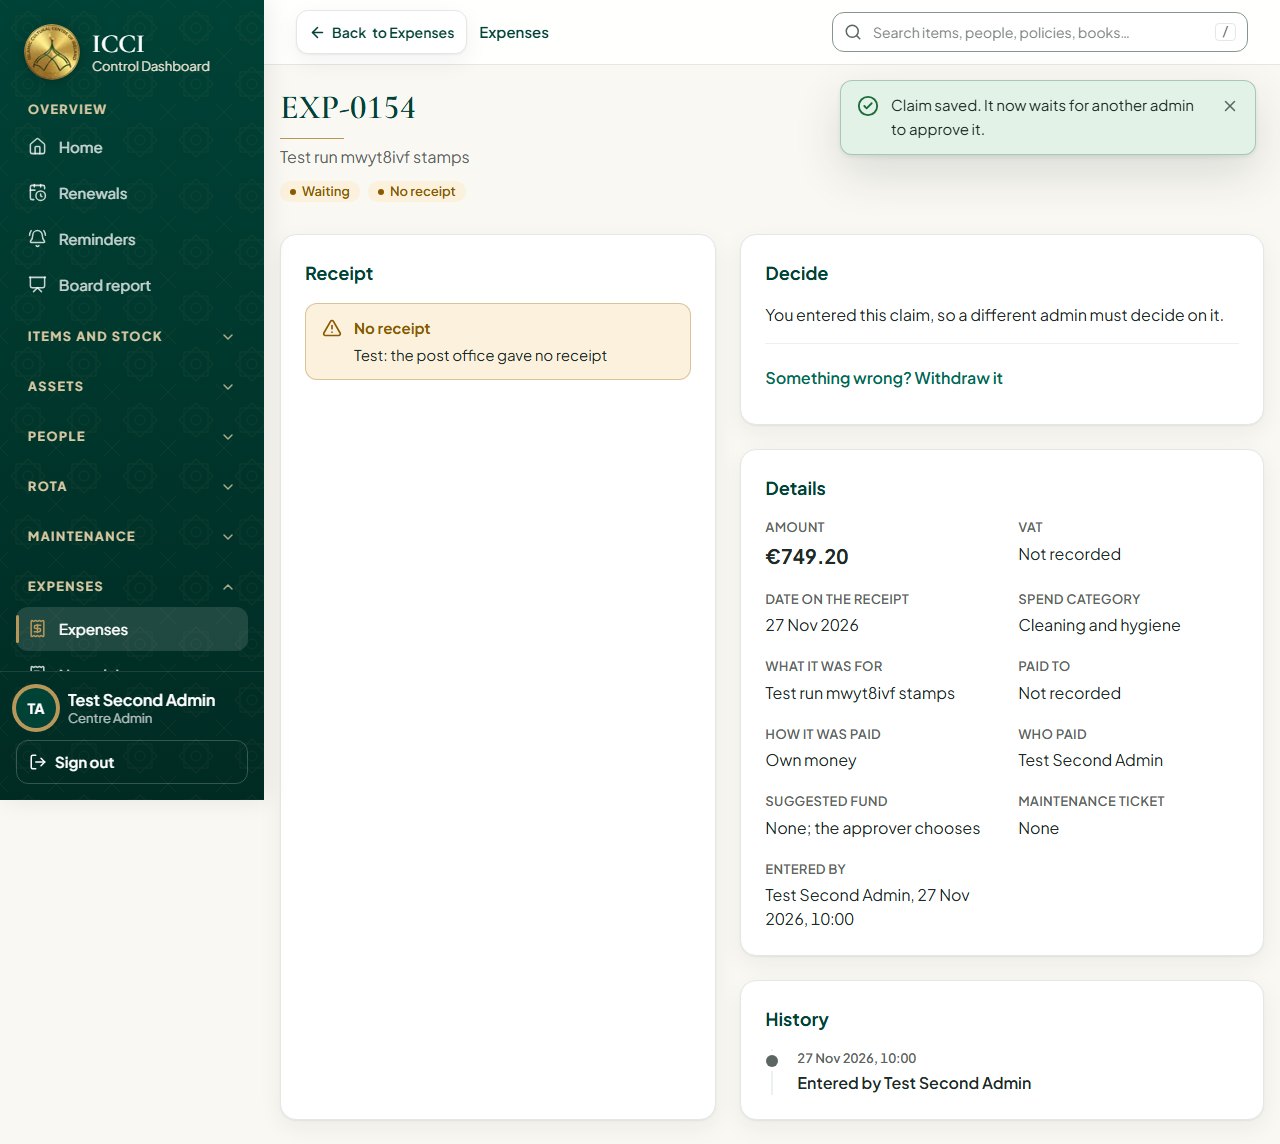 ICCI
Control Dashboard
OVERVIEW
Home
Renewals
Reminders
Board report
ITEMS AND STOCK
ASSETS
PEOPLE
ROTA
MAINTENANCE
EXPENSES
Expenses
TA
Test Second Admin
Centre Admin
Sign out
Back to Expenses
Expenses
Search items, people, policies, books…
/
EXP-0154
Test run mwyt8ivf stamps
Waiting
No receipt
Claim saved. It now waits for another admin
to approve it.
Receipt
No receipt
Test: the post office gave no receipt
Decide
You entered this claim, so a different admin must decide on it.
Something wrong? Withdraw it
Details
AMOUNT
€749.20
VAT
Not recorded
DATE ON THE RECEIPT
27 Nov 2026
SPEND CATEGORY
Cleaning and hygiene
WHAT IT WAS FOR
Test run mwyt8ivf stamps
PAID TO
Not recorded
HOW IT WAS PAID
Own money
WHO PAID
Test Second Admin
SUGGESTED FUND
None; the approver chooses
MAINTENANCE TICKET
None
ENTERED BY
Test Second Admin, 27 Nov
2026, 10:00
History
27 Nov 2026, 10:00
Entered by Test Second Admin